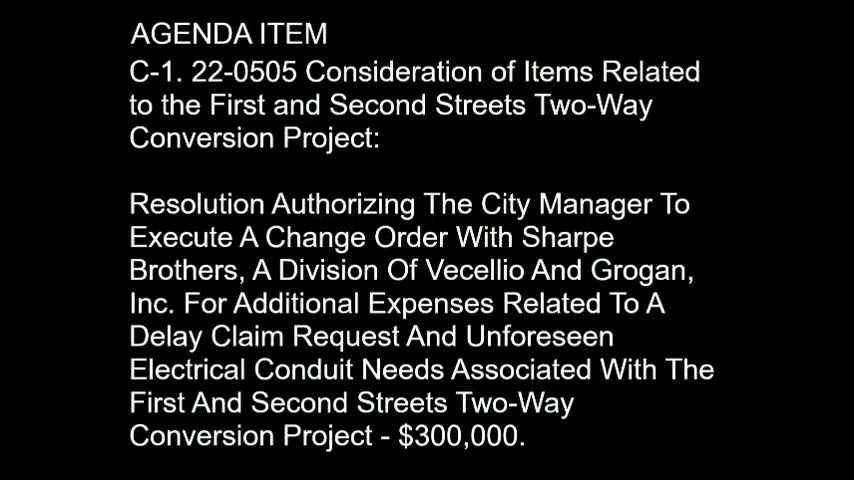 AGENDA ITEM
C-1. 22-0505 Consideration of Items Related
to the First and Second Streets Two-Way
Conversion Project:
Resolution Authorizing The City Manager To
Execute A Change Order With Sharpe
Brothers, A Division Of Vecellio And Grogan,
Inc. For Additional Expenses Related To A
Delay Claim Request And Unforeseen
Electrical Conduit Needs Associated With The
First And Second Streets Two-Way
Conversion Project - $300,000.